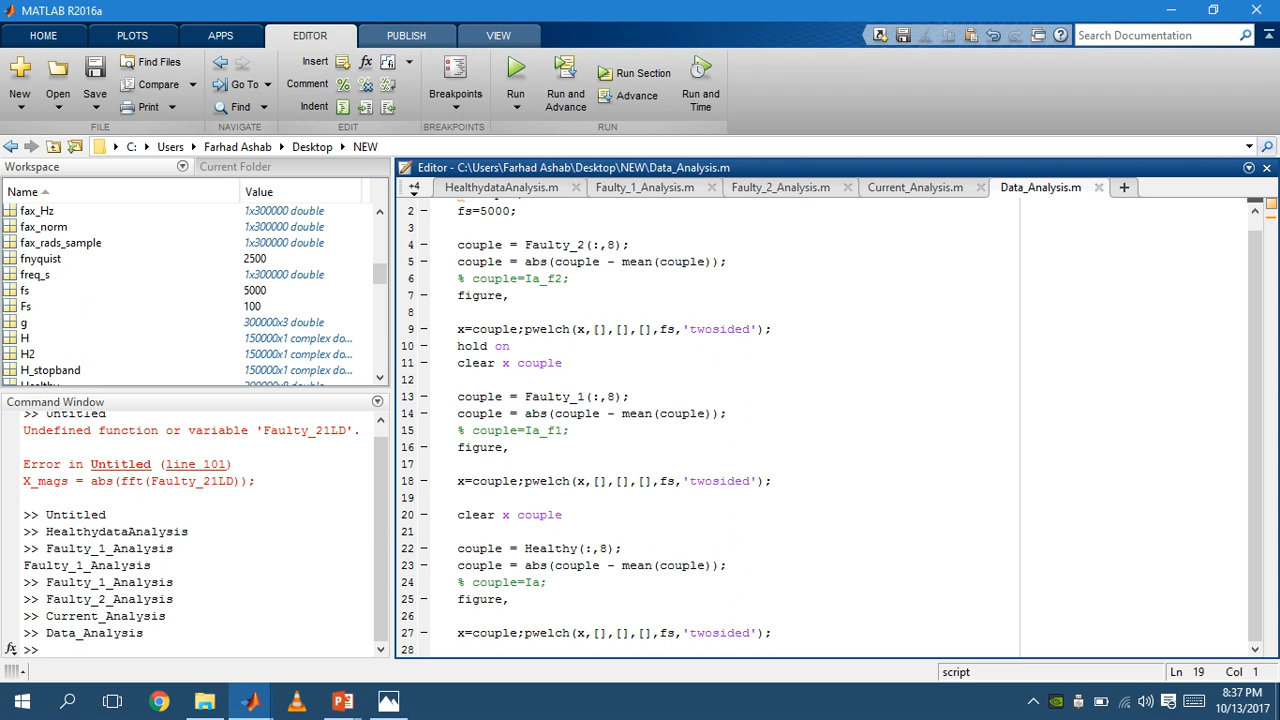 MATLAB R2016a
HOME PLOTS APPS EDITOR PUBLISH VIEW Search Documentation
Find Files Insert fx
New Open Save Compare Go To Comment % Breakpoints Run Run and Advance Run Section Advance Run and Time
Print Find Indent
FILE NAVIGATE EDIT BREAKPOINTS RUN
C: Users Farhad Ashab Desktop NEW
Workspace Current Folder
Name Value
fax_Hz 1x300000 double
fax_norm 1x300000 double
fax_rads_sample 1x300000 double
fnyquist 2500
freq_s 1x300000 double
fs 5000
Fs 100
g 300000x3 double
H 150000x1 complex do...
H2 150000x1 complex do...
H_stopband 150000x1 complex do...
Command Window
>> Untitled
Undefined function or variable 'Faulty_21LD'.
Error in Untitled (line 101)
X_mags = abs(fft(Faulty_21LD));
>> Untitled
>> HealthydataAnalysis
>> Faulty_1_Analysis
Faulty_1_Analysis
>> Faulty_1_Analysis
>> Faulty_2_Analysis
>> Current_Analysis
>> Data_Analysis
fx >>
Editor - C:\Users\Farhad Ashab\Desktop\NEW\Data_Analysis.m
+4 HealthydataAnalysis.m Faulty_1_Analysis.m Faulty_2_Analysis.m Current_Analysis.m Data_Analysis.m
2 – fs=5000;
3
4 – couple = Faulty_2(:,8);
5 – couple = abs(couple - mean(couple));
6 % couple=Ia_f2;
7 – figure,
8
9 – x=couple;pwelch(x,[],[],[],fs,'twosided');
10 – hold on
11 – clear x couple
12
13 – couple = Faulty_1(:,8);
14 – couple = abs(couple - mean(couple));
15 % couple=Ia_f1;
16 – figure,
17
18 – x=couple;pwelch(x,[],[],[],fs,'twosided');
19
20 – clear x couple
21
22 – couple = Healthy(:,8);
23 – couple = abs(couple - mean(couple));
24 % couple=Ia;
25 – figure,
26
27 – x=couple;pwelch(x,[],[],[],fs,'twosided');
28
script Ln 19 Col 1
8:37 PM
10/13/2017